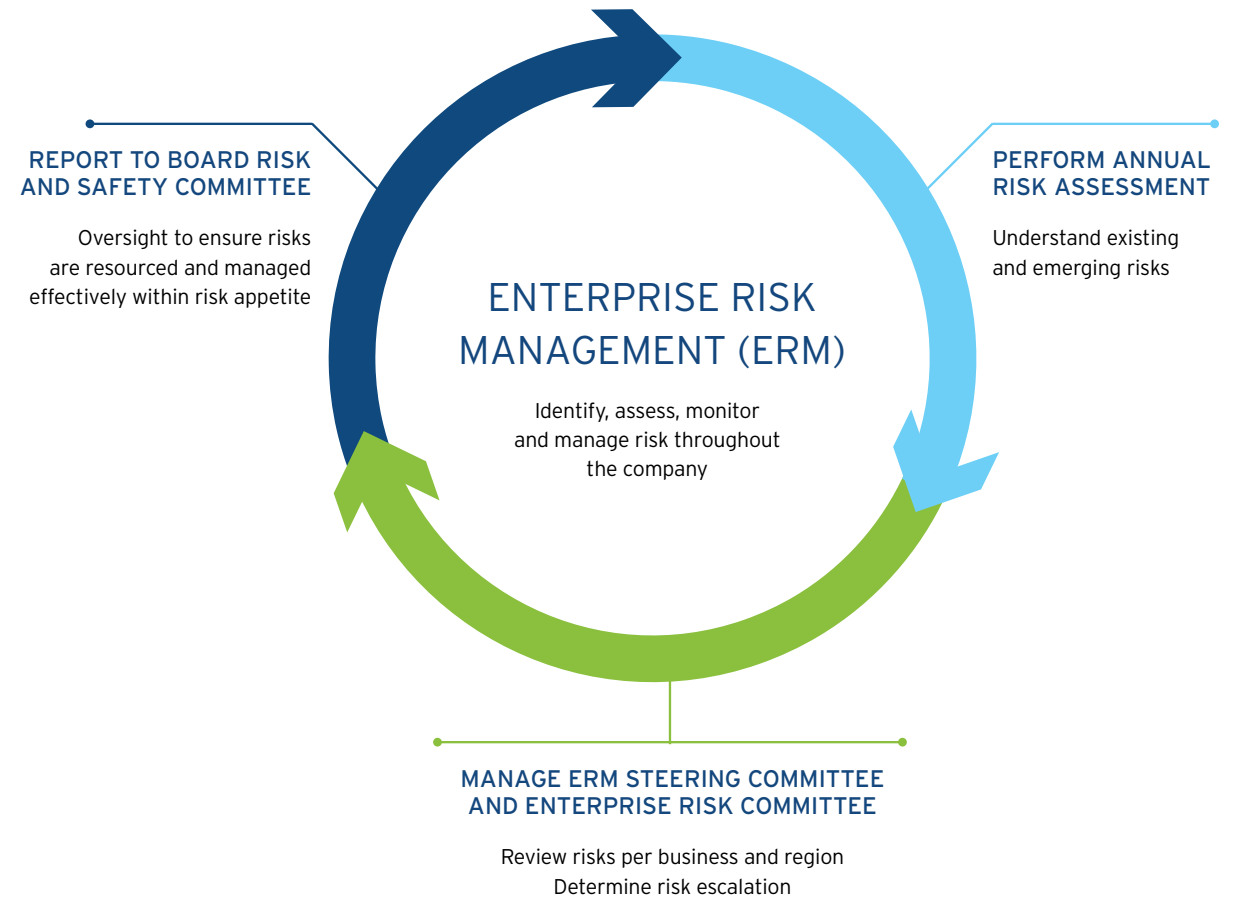 REPORT TO BOARD RISK
AND SAFETY COMMITTEE
Oversight to ensure risks
are resourced and managed
effectively within risk appetite
PERFORM ANNUAL
RISK ASSESSMENT
Understand existing
and emerging risks
ENTERPRISE RISK
MANAGEMENT (ERM)
Identify, assess, monitor
and manage risk throughout
the company
MANAGE ERM STEERING COMMITTEE
AND ENTERPRISE RISK COMMITTEE
Review risks per business and region
Determine risk escalation